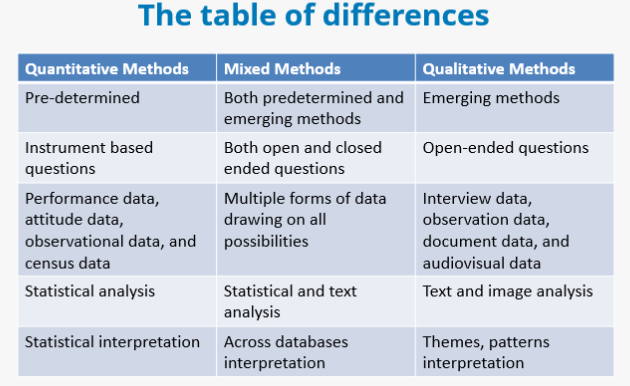 The table of differences
Quantitative Methods
Mixed Methods
Qualitative Methods
Pre-determined
Both predetermined and
emerging methods
Emerging methods
Instrument based
questions
Both open and closed
ended questions
Open-ended questions
Performance data,
attitude data,
observational data, and
census data
Multiple forms of data
drawing on all
possibilities
Interview data,
observation data,
document data, and
audiovisual data
Statistical analysis
Statistical and text
analysis
Text and image analysis
Statistical interpretation
Across databases
interpretation
Themes, patterns
interpretation